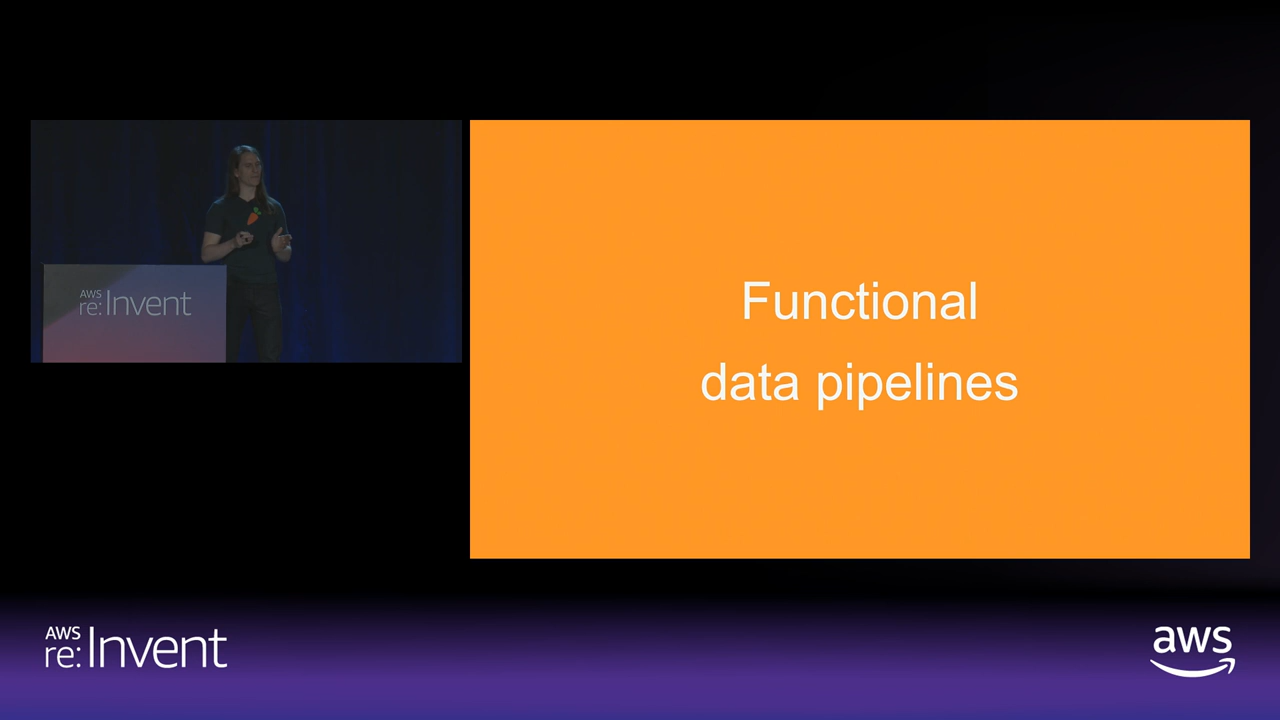 AWS
re:Invent
Functional
data pipelines
AWS
re:Invent
aws